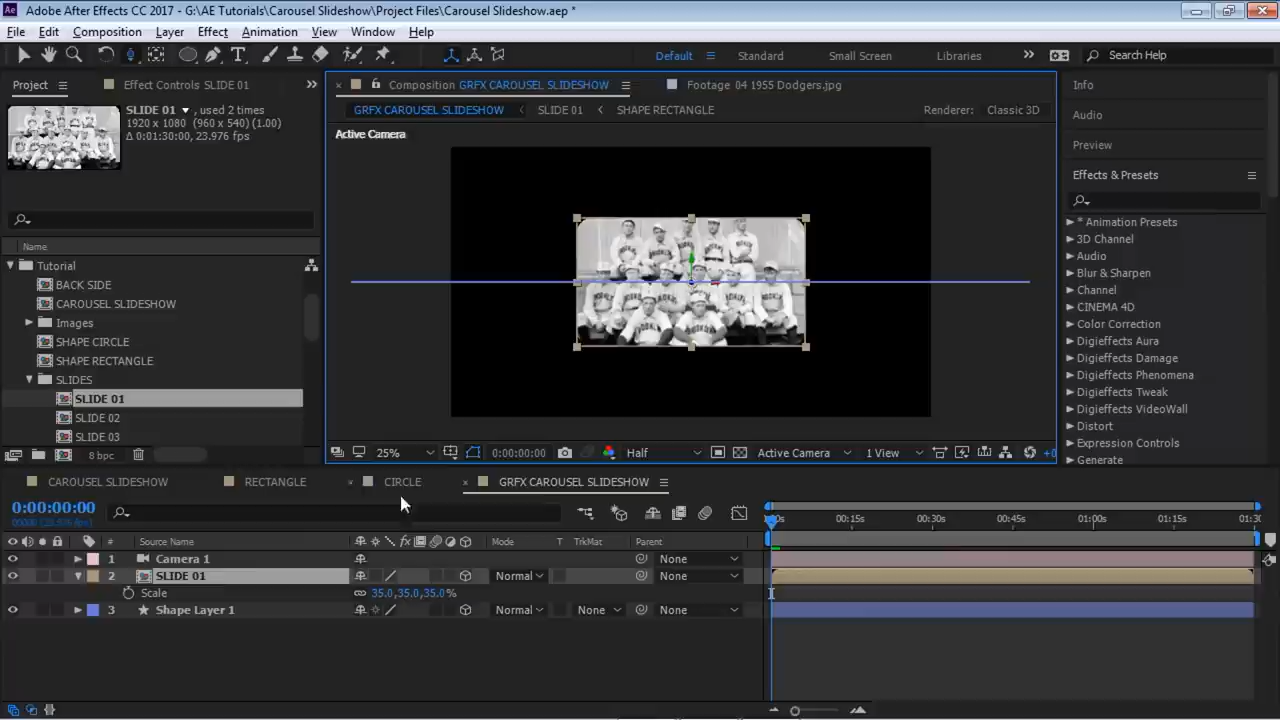 Adobe After Effects CC 2017 - G:\AE Tutorials\Carousel Slideshow\Project Files\Carousel Slideshow.aep *
File Edit Composition Layer Effect Animation View Window Help
Default Standard Small Screen Libraries Search Help
Project Effect Controls SLIDE 01
Composition GRFX CAROUSEL SLIDESHOW Footage 04 1955 Dodgers.jpg
SLIDE 01 , used 2 times
1920 x 1080 (960 x 540) (1.00)
Δ 0:01:30:00, 23.976 fps
GRFX CAROUSEL SLIDESHOW SLIDE 01 SHAPE RECTANGLE Renderer: Classic 3D
Active Camera
Info
Audio
Preview
Effects & Presets
* Animation Presets
3D Channel
Audio
Blur & Sharpen
Channel
CINEMA 4D
Color Correction
Digieffects Aura
Digieffects Damage
Digieffects Phenomena
Digieffects Tweak
Digieffects VideoWall
Distort
Expression Controls
Generate
Name
Tutorial
BACK SIDE
CAROUSEL SLIDESHOW
Images
SHAPE CIRCLE
SHAPE RECTANGLE
SLIDES
SLIDE 01
SLIDE 02
SLIDE 03
8 bpc
25% 0:00:00:00 Half Active Camera 1 View +0
CAROUSEL SLIDESHOW RECTANGLE CIRCLE GRFX CAROUSEL SLIDESHOW
0:00:00:00
00:15s 00:30s 00:45s 01:00s 01:15s 01:30
# Source Name Mode T TrkMat Parent
1 Camera 1 None
2 SLIDE 01 Normal None
Scale 35.0,35.0,35.0%
3 Shape Layer 1 Normal None None